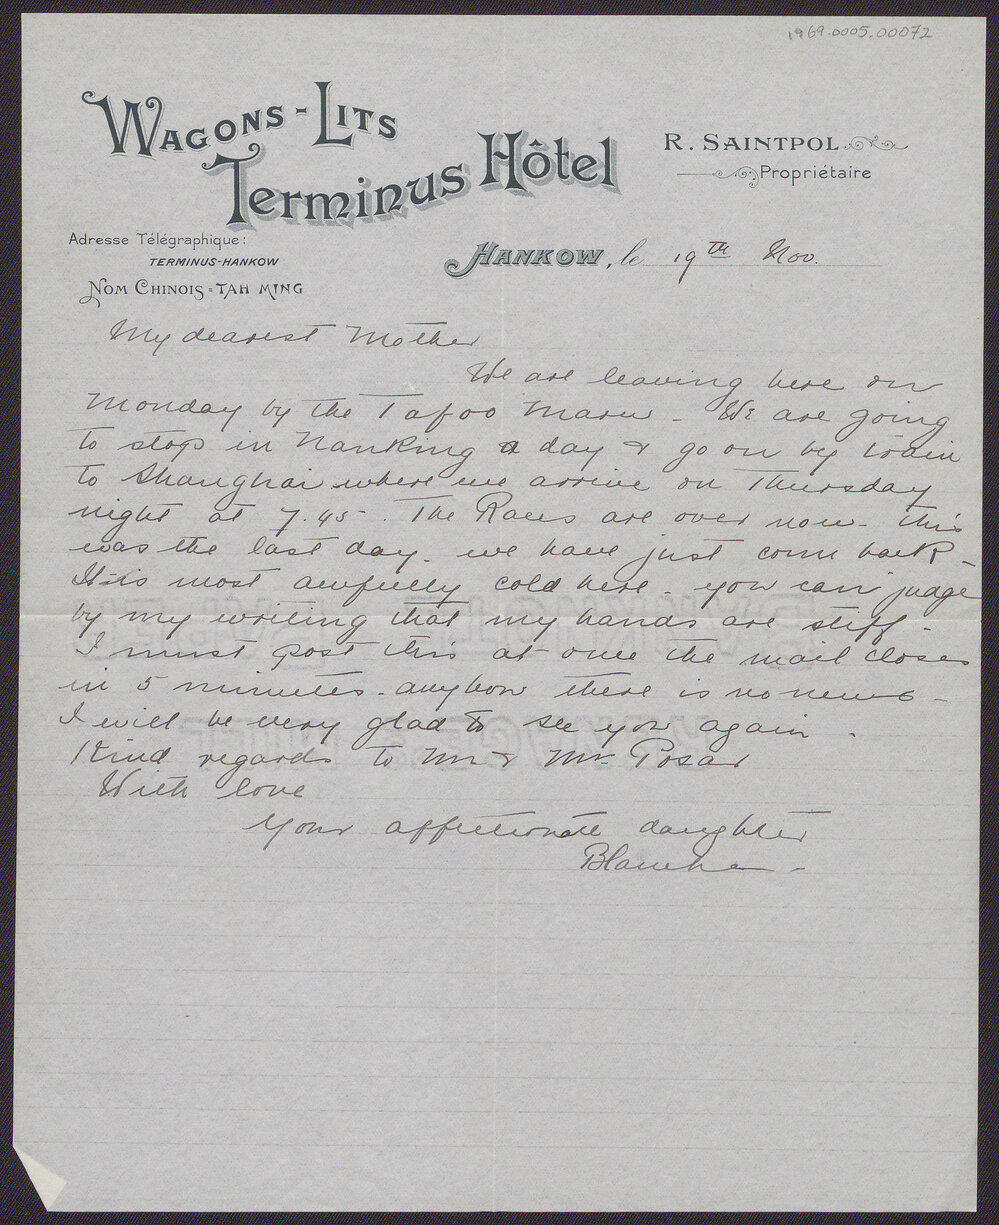 1969.0005.00072
WAGONS-LITS
TERMINUS HÔTEL
R. SAINTPOL
Propriétaire
Adresse Télégraphique:
TERMINUS-HANKOW
NOM CHINOIS = TAH MING
HANKOW, le 19th Nov.
My dearest Mother
We are leaving here on
Monday by the Tafoo Maru - We are going
to stop in Nanking a day & go on by train
to Shanghai where we arrive on Thursday
night at 7.45-. The Races are over now - this
was the last day. we have just come back -
It is most awfully cold here. you can judge
by my writing that my hands are stiff -
I must post this at once the mail closes
in 5 minutes - anyhow there is no news -
I will be very glad to see you again.
Kind regards to Mr & Mrs
With love
Your affectionate daughter
Blanche -